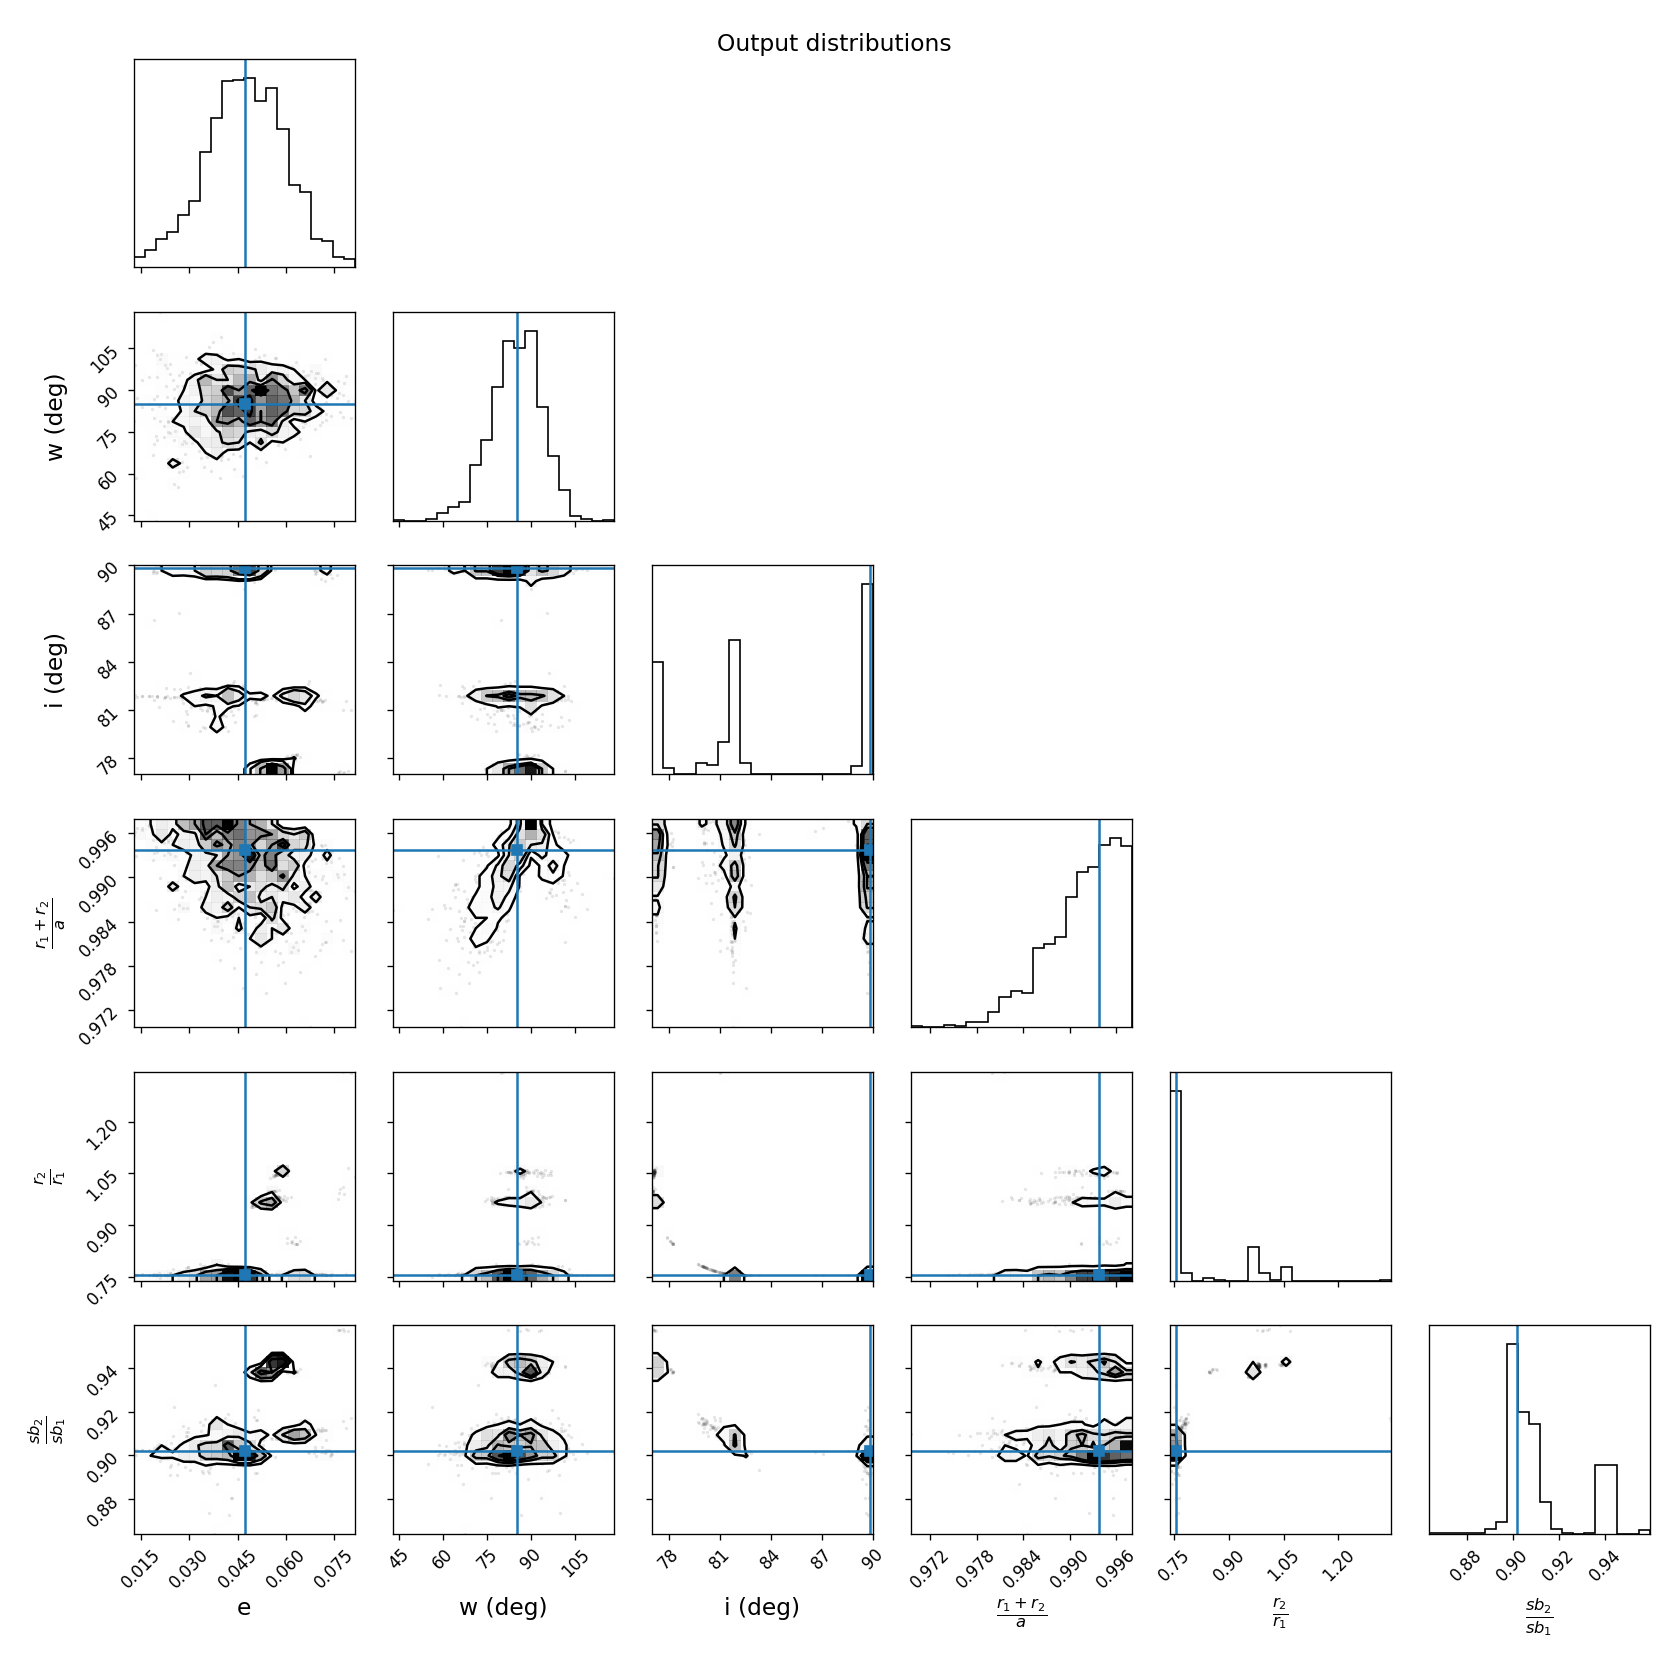 Output distributions
w (deg)
105
90
75
60
45
i (deg)
90
87
84
81
78
r₁ + r₂
a
0.996
0.990
0.984
0.978
0.972
r₂
r₁
1.20
1.05
0.90
0.75
sb₂
sb₁
0.94
0.92
0.90
0.88
0.015 0.030 0.045 0.060 0.075
45 60 75 90 105
78 81 84 87 90
0.972 0.978 0.984 0.990 0.996
0.75 0.90 1.05 1.20
0.88 0.90 0.92 0.94
e
w (deg)
i (deg)
r₁ + r₂
a
r₂
r₁
sb₂
sb₁